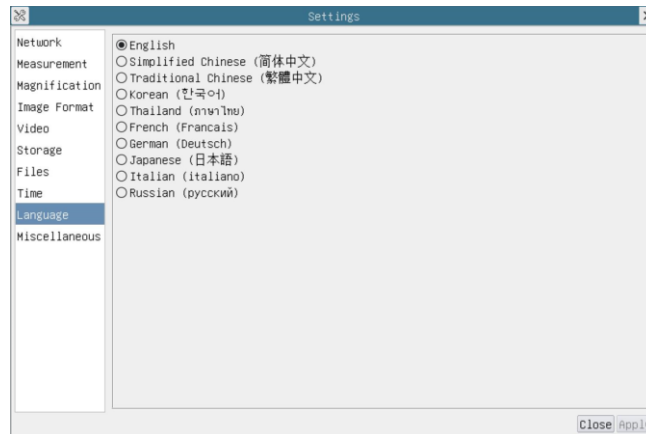 Settings
Network
Measurement
Magnification
Image Format
Video
Storage
Files
Time
Language
Miscellaneous
English
Simplified Chinese (简体中文)
Traditional Chinese (繁體中文)
Korean (한국어)
Thailand (ภาษาไทย)
French (Francais)
German (Deutsch)
Japanese (日本語)
Italian (italiano)
Russian (русский)
Close